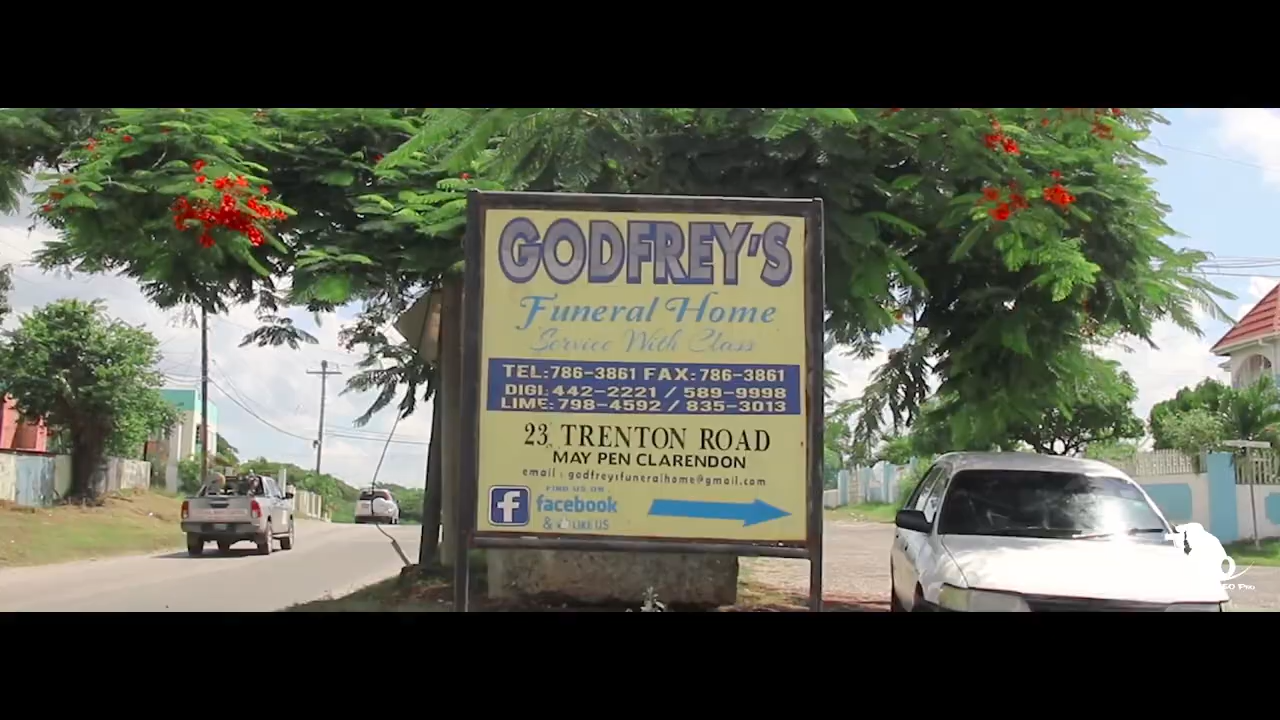 GODFREY'S
Funeral Home
Service With Class
TEL:786-3861 FAX:786-3861
DIGI:442-2221 / 589-9998
LIME:798-4592 / 835-3013
23 TRENTON ROAD
MAY PEN CLARENDON
email : godfreysfuneralhome@gmail.com
FIND US ON
f facebook
& LIKE US